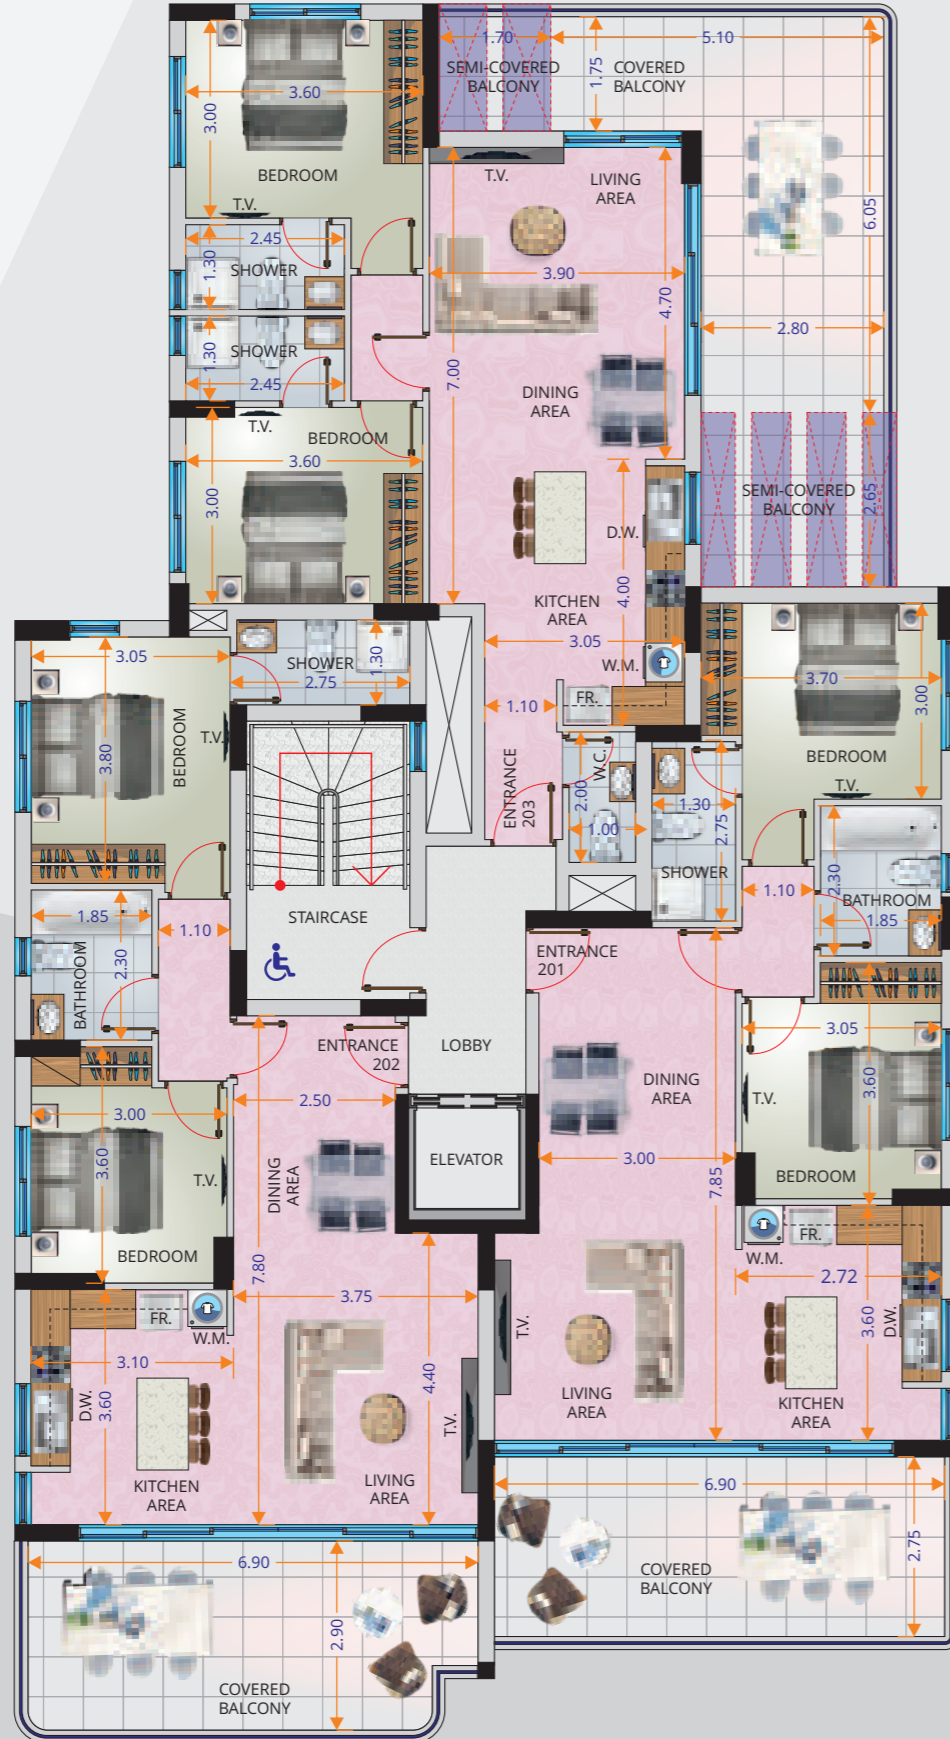 1.70
5.10
SEMI-COVERED
BALCONY
COVERED
BALCONY
1.75
3.00
3.60
BEDROOM
T.V.
T.V.
LIVING
AREA
6.05
2.45
1.30
SHOWER
3.90
4.70
2.80
1.30
SHOWER
2.45
7.00
DINING
AREA
T.V.
BEDROOM
3.60
3.00
SEMI-COVERED
BALCONY
2.65
D.W.
4.00
KITCHEN
AREA
3.05
W.M.
FR.
1.10
3.05
SHOWER
2.75
1.30
3.80
BEDROOM
T.V.
3.70
3.00
BEDROOM
T.V.
ENTRANCE
203
W.C.
2.00
1.00
1.30
2.75
SHOWER
1.10
2.30
BATHROOM
1.85
STAIRCASE
1.85
1.10
2.30
BATHROOM
ENTRANCE
201
ENTRANCE
202
LOBBY
3.05
3.60
T.V.
BEDROOM
DINING
AREA
3.00
7.85
2.50
3.00
3.60
T.V.
BEDROOM
DINING
AREA
ELEVATOR
7.80
3.75
4.40
W.M.
FR.
2.72
3.60
D.W.
T.V.
LIVING
AREA
KITCHEN
AREA
FR.
W.M.
3.10
D.W.
3.60
T.V.
KITCHEN
AREA
LIVING
AREA
6.90
2.75
COVERED
BALCONY
6.90
2.90
COVERED
BALCONY